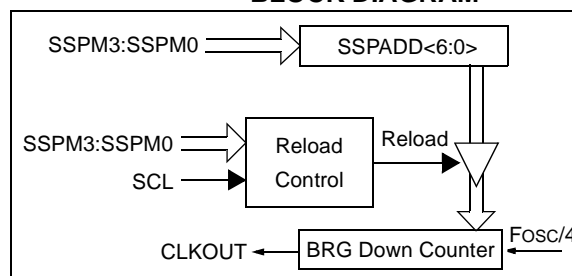 BLOCK DIAGRAM
SSPM3:SSPM0
SSPADD<6:0>
SSPM3:SSPM0
SCL
Reload
Control
Reload
CLKOUT
BRG Down Counter
FOSC/4